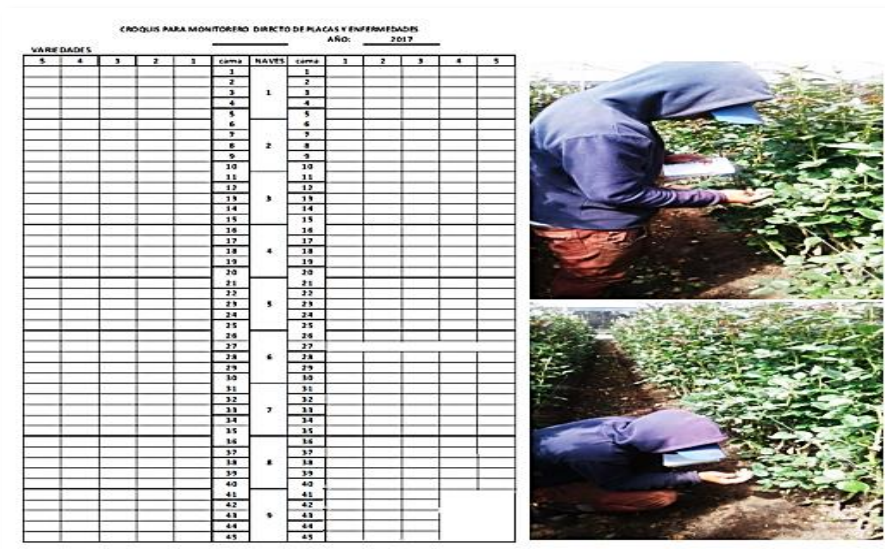 CROQUIS PARA MONITORERO DIRECTO DE PLACAS Y ENFERMEDADES
AÑO: 2017
VARIEDADES
5 4 3 2 1 cama NAVES cama 1 2 3 4 5
1 1
2 2
3 1 3
4 4
5 5
6 6
7 7
8 2 8
9 9
10 10
11 11
12 12
13 3 13
14 14
15 15
16 16
17 17
18 4 18
19 19
20 20
21 21
22 22
23 5 23
24 24
25 25
26 26
27 27
28 6 28
29 29
30 30
31 31
32 32
33 7 33
34 34
35 35
36 36
37 37
38 8 38
39 39
40 40
41 41
42 42
43 9 43
44 44
45 45